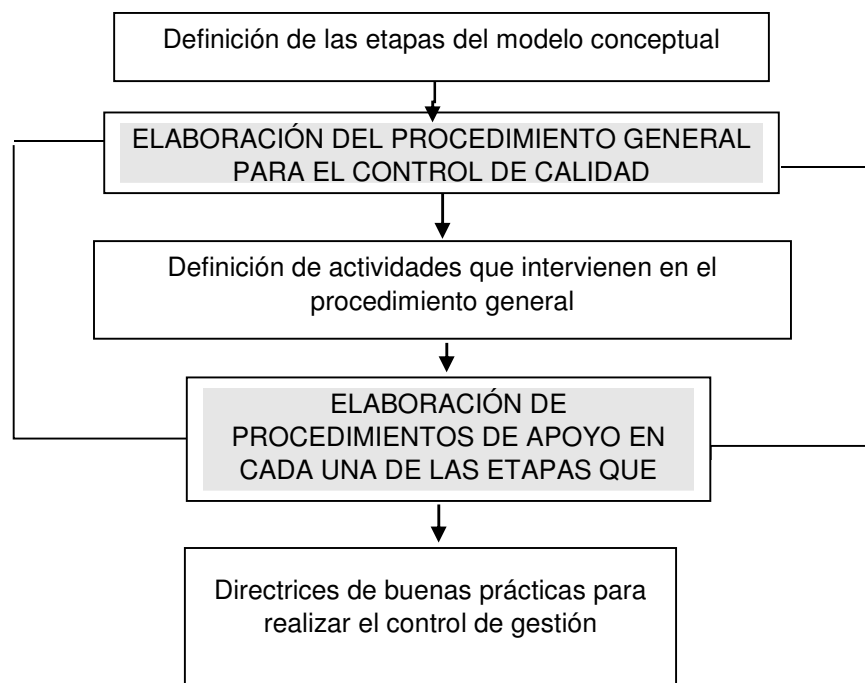 Definición de las etapas del modelo conceptual
ELABORACIÓN DEL PROCEDIMIENTO GENERAL
PARA EL CONTROL DE CALIDAD
Definición de actividades que intervienen en el
procedimiento general
ELABORACIÓN DE
PROCEDIMIENTOS DE APOYO EN
CADA UNA DE LAS ETAPAS QUE
Directrices de buenas prácticas para
realizar el control de gestión